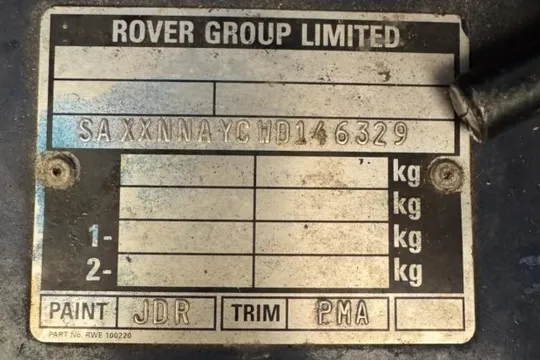 ROVER GROUP LIMITED
SAXXNNAYCWD146329
kg
kg
1- kg
2- kg
PAINT JDR TRIM PMA
PART No. RWE 100220